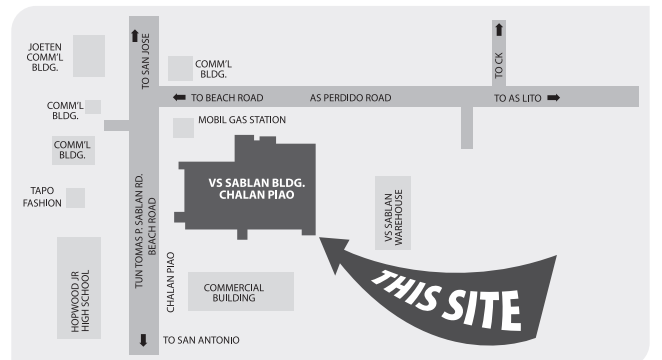 JOETEN
COMM'L
BLDG.
TO SAN JOSE
COMM'L
BLDG.
TO CK
TO BEACH ROAD
AS PERDIDO ROAD
TO AS LITO
COMM'L
BLDG.
MOBIL GAS STATION
COMM'L
BLDG.
VS SABLAN BLDG.
CHALAN PIAO
TAPO
FASHION
TUN TOMAS P. SABLAN RD.
BEACH ROAD
VS SABLAN
WAREHOUSE
HOPWOOD JR
HIGH SCHOOL
CHALAN PIAO
COMMERCIAL
BUILDING
THIS SITE
TO SAN ANTONIO